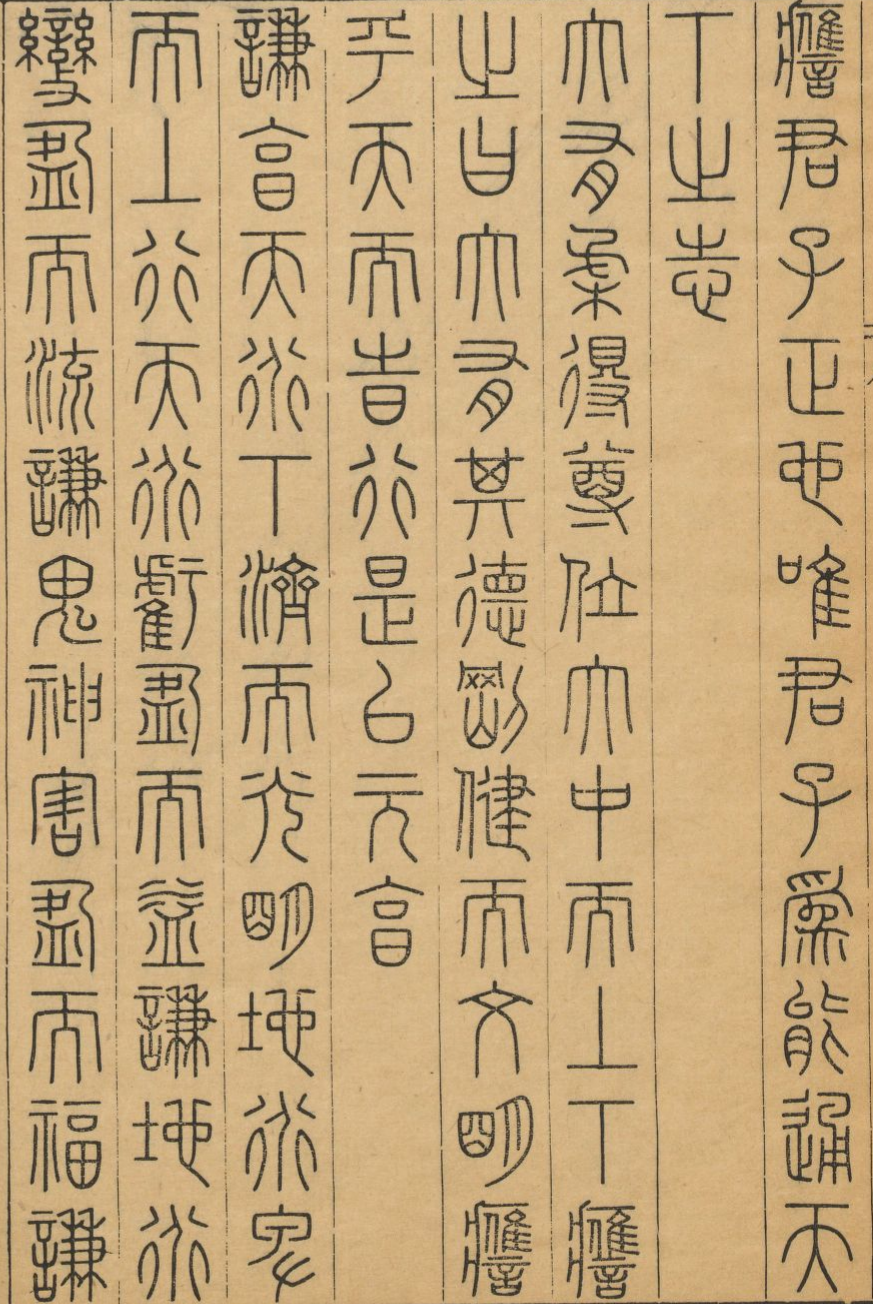 應君子正也唯君子爲能通天
下之志
大有柔得尊位大中而上下應
之曰大有其德剛健而文明應
乎天而時行是以元亨
謙亨天道下濟而光明地道卑
而上行天道虧盈而益謙地道
變盈而流謙鬼神害盈而福謙